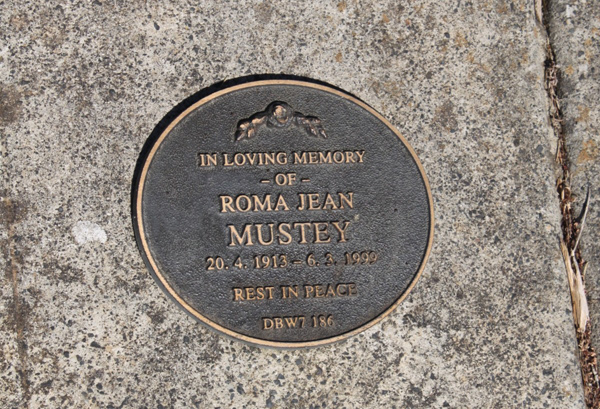 IN LOVING MEMORY
– OF –
ROMA JEAN
MUSTEY
20. 4. 1913 – 6. 3. 1999
REST IN PEACE
DBW7 186